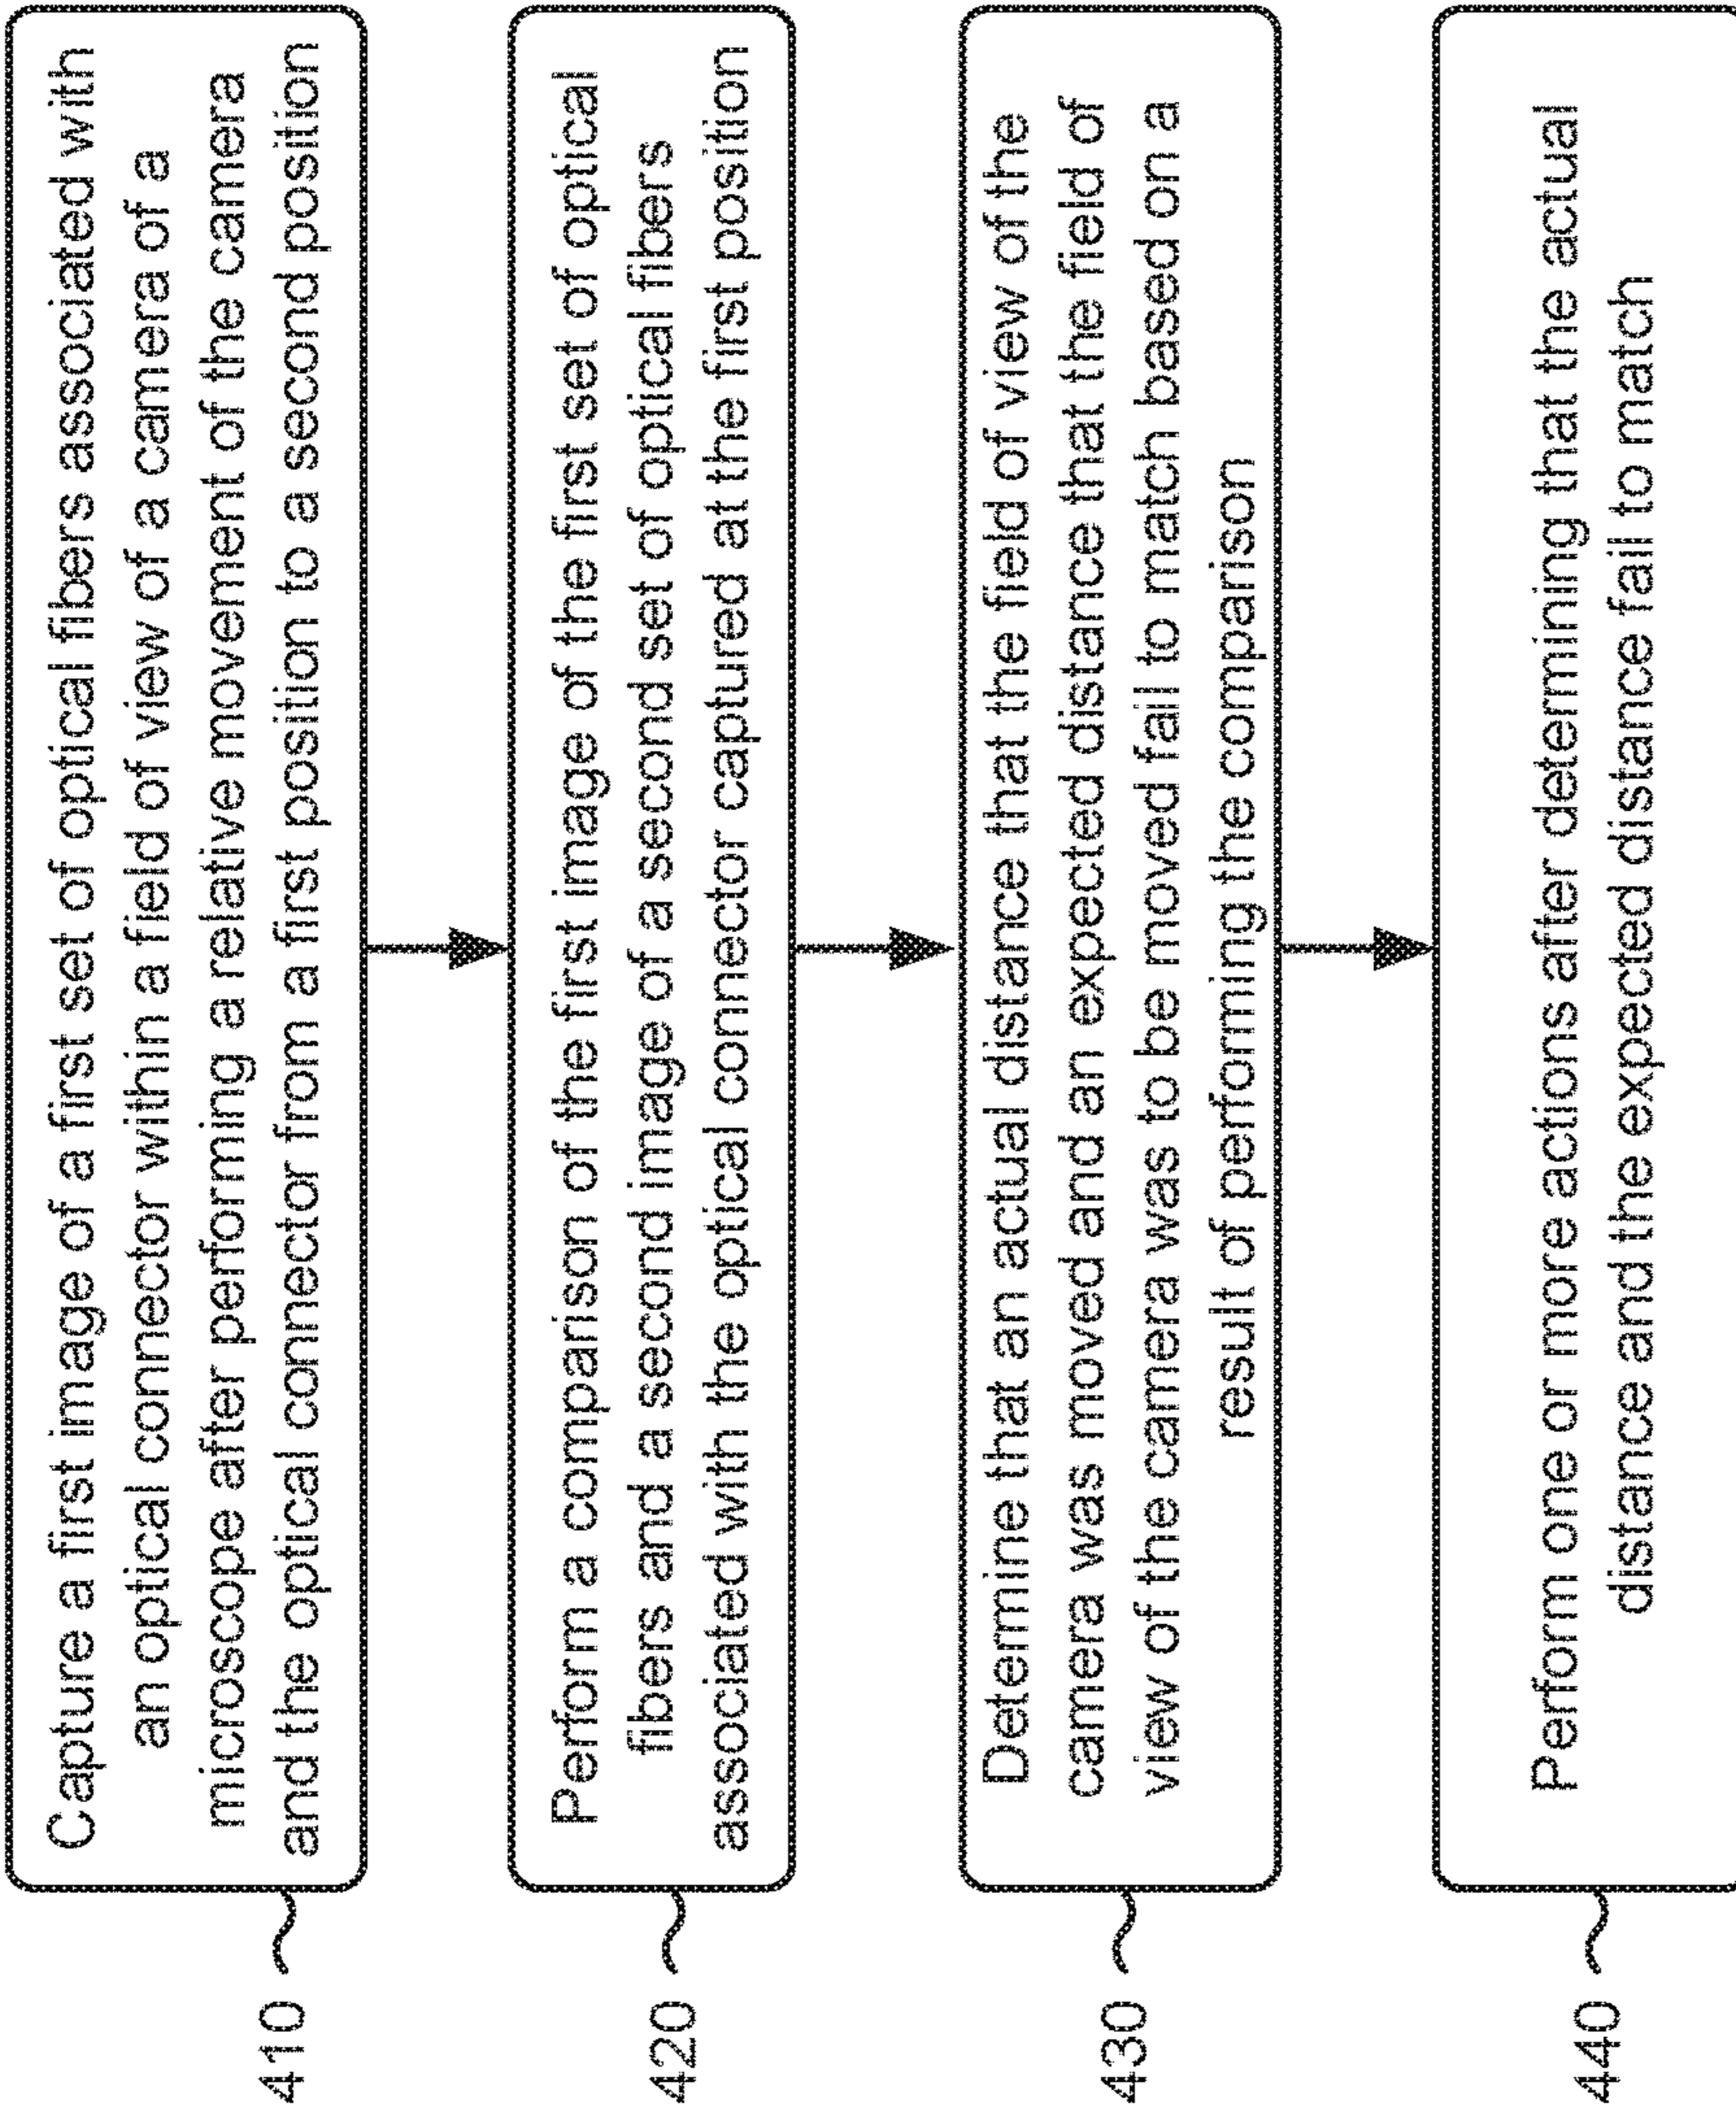 410
Capture a first image of a first set of optical fibers associated with
an optical connector within a field of view of a camera of a
microscope after performing a relative movement of the camera
and the optical connector from a first position to a second position
420
Perform a comparison of the first image of the first set of optical
fibers and a second image of a second set of optical fibers
associated with the optical connector captured at the first position
430
Determine that an actual distance that the field of view of the
camera was moved and an expected distance that the field of
view of the camera was to be moved fail to match based on a
result of performing the comparison
440
Perform one or more actions after determining that the actual
distance and the expected distance fail to match